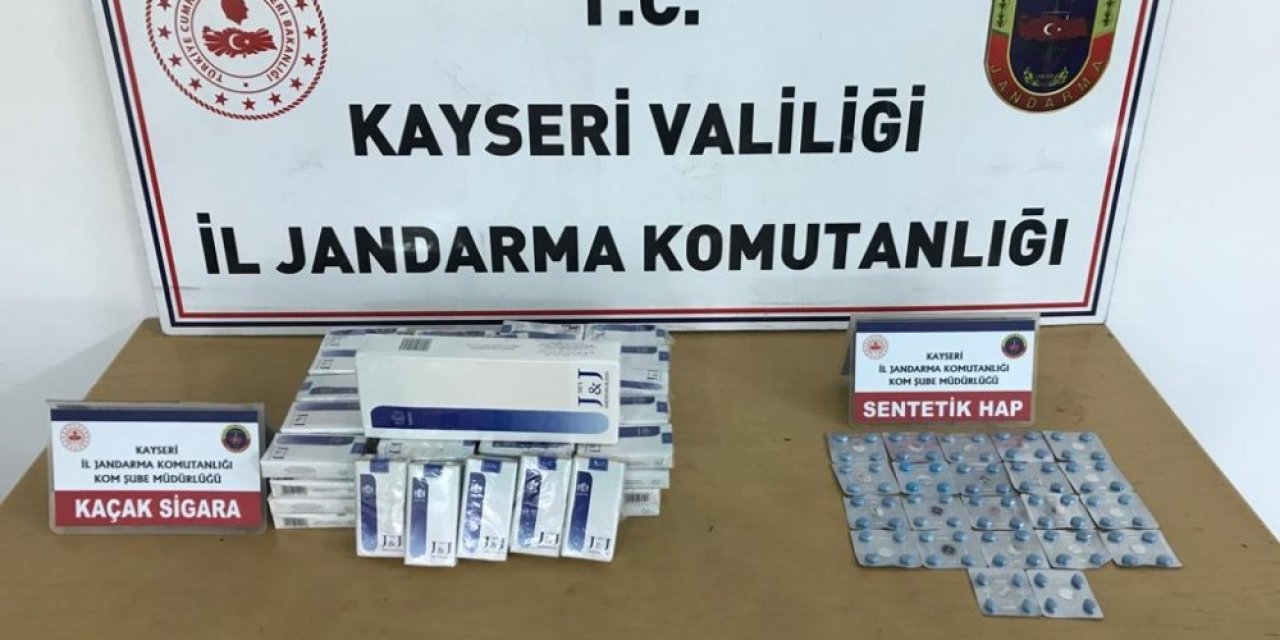 T.C.
KAYSERİ VALİLİĞİ
İL JANDARMA KOMUTANLIĞI
JANDARMA
KAYSERİ
İL JANDARMA KOMUTANLIĞI
KOM ŞUBE MÜDÜRLÜĞÜ
KAÇAK SİGARA
KAYSERİ
İL JANDARMA KOMUTANLIĞI
KOM ŞUBE MÜDÜRLÜĞÜ
SENTETİK HAP
J&J
J&J
J&J
J&J
J&J
J&J